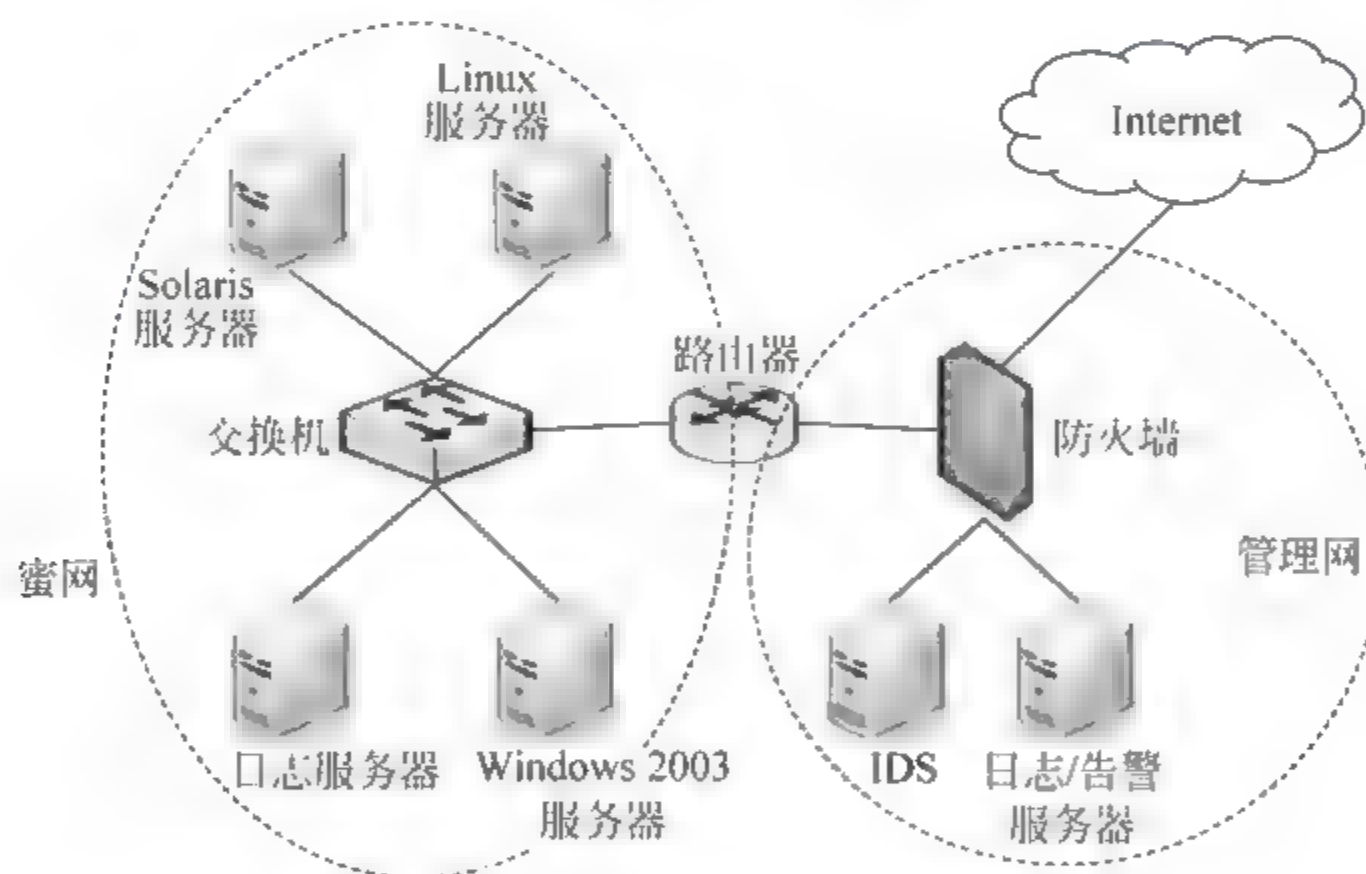 Linux
服务器
Internet
Solaris
服务器
路由器
交换机
防火墙
蜜网
管理网
日志服务器
Windows 2003
服务器
IDS
日志/告警
服务器